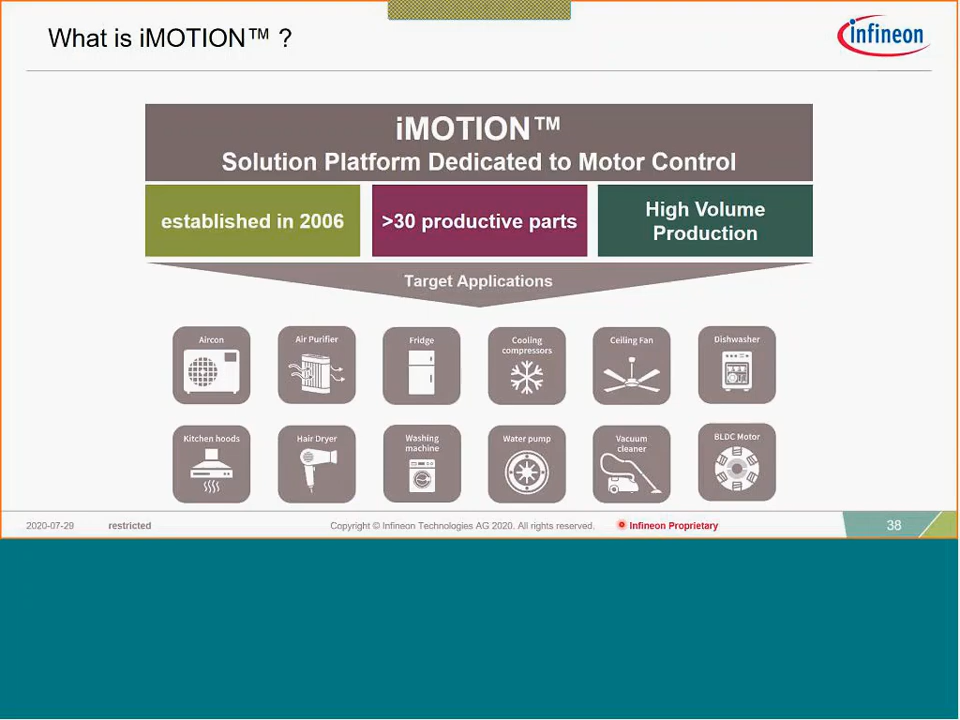 What is iMOTION™ ?
infineon
iMOTION™
Solution Platform Dedicated to Motor Control
established in 2006
>30 productive parts
High Volume
Production
Target Applications
Aircon
Air Purifier
Fridge
Cooling
compressors
Ceiling Fan
Dishwasher
Kitchen hoods
Hair Dryer
Washing
machine
Water pump
Vacuum
cleaner
BLDC Motor
2020-07-29
restricted
Copyright © Infineon Technologies AG 2020. All rights reserved.
Infineon Proprietary
38